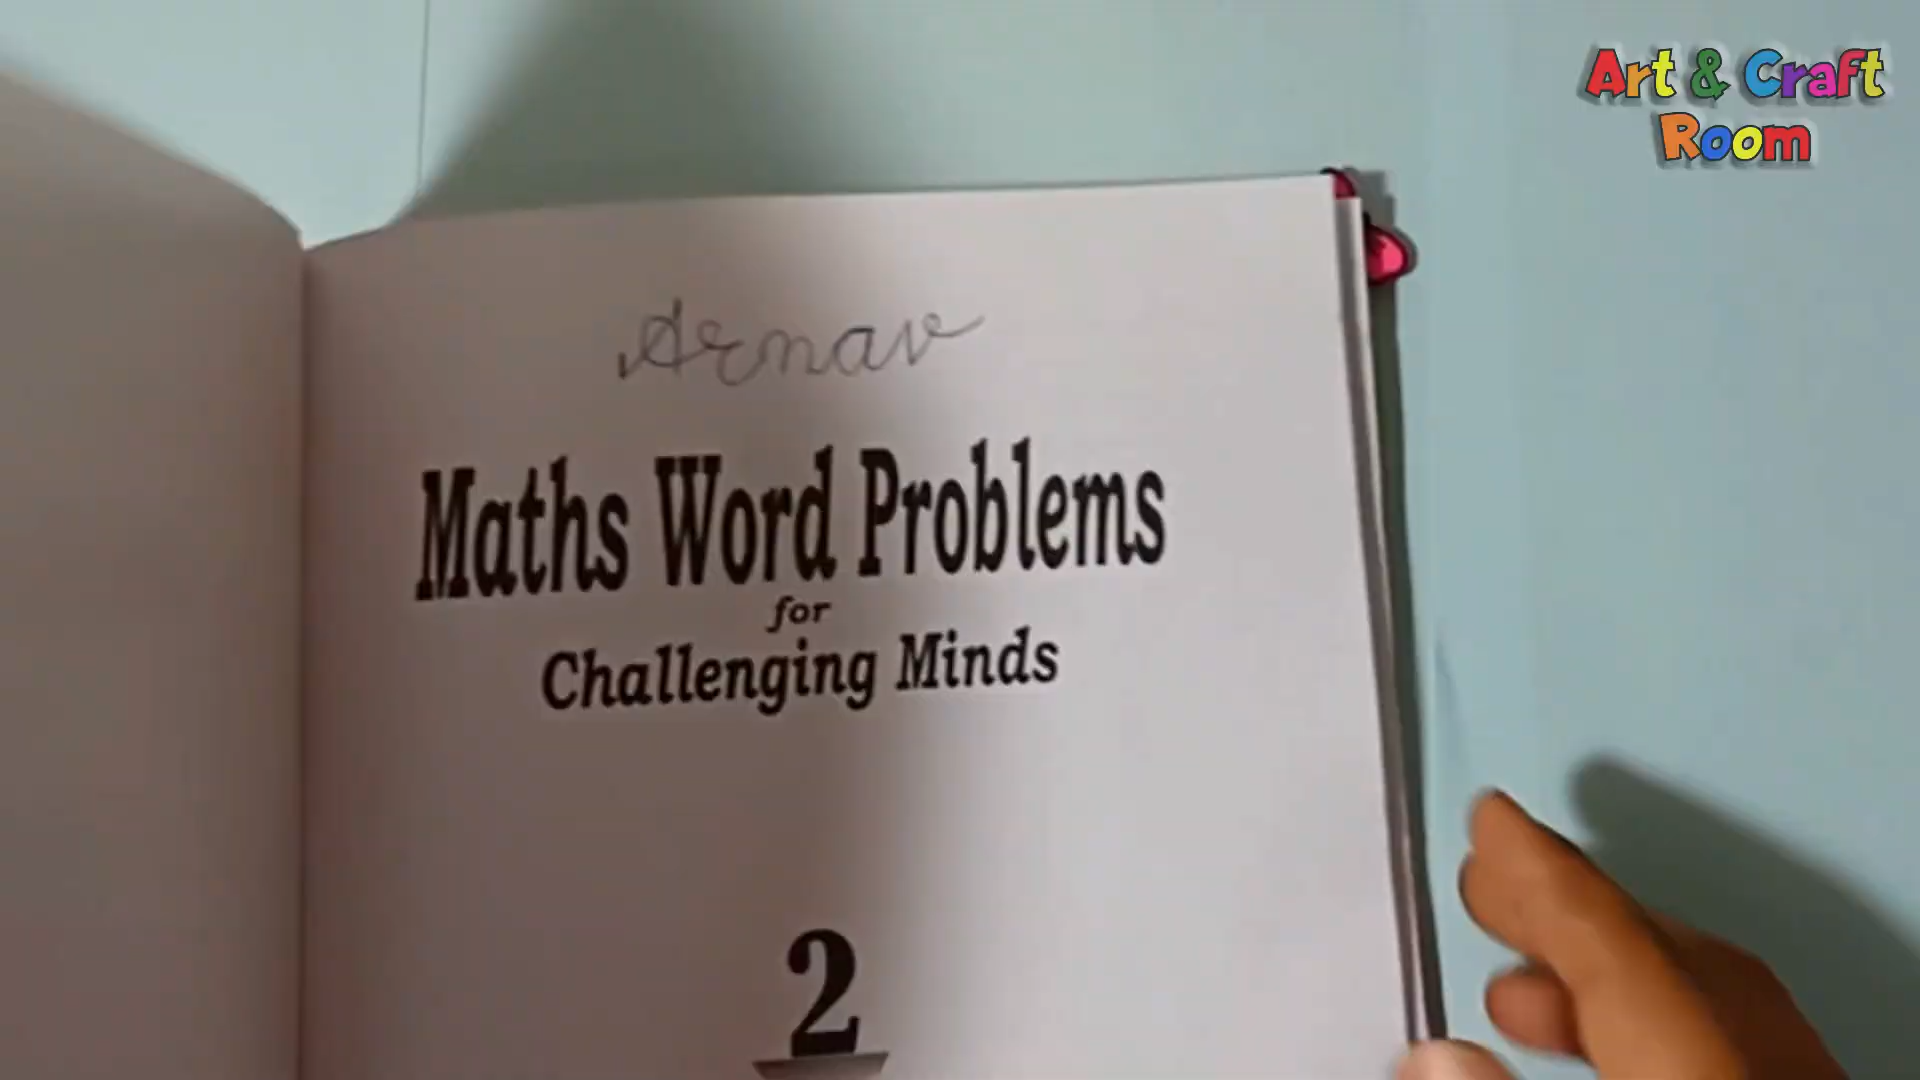 Art & Craft
Room
Arnav
Maths Word Problems
for
Challenging Minds
2